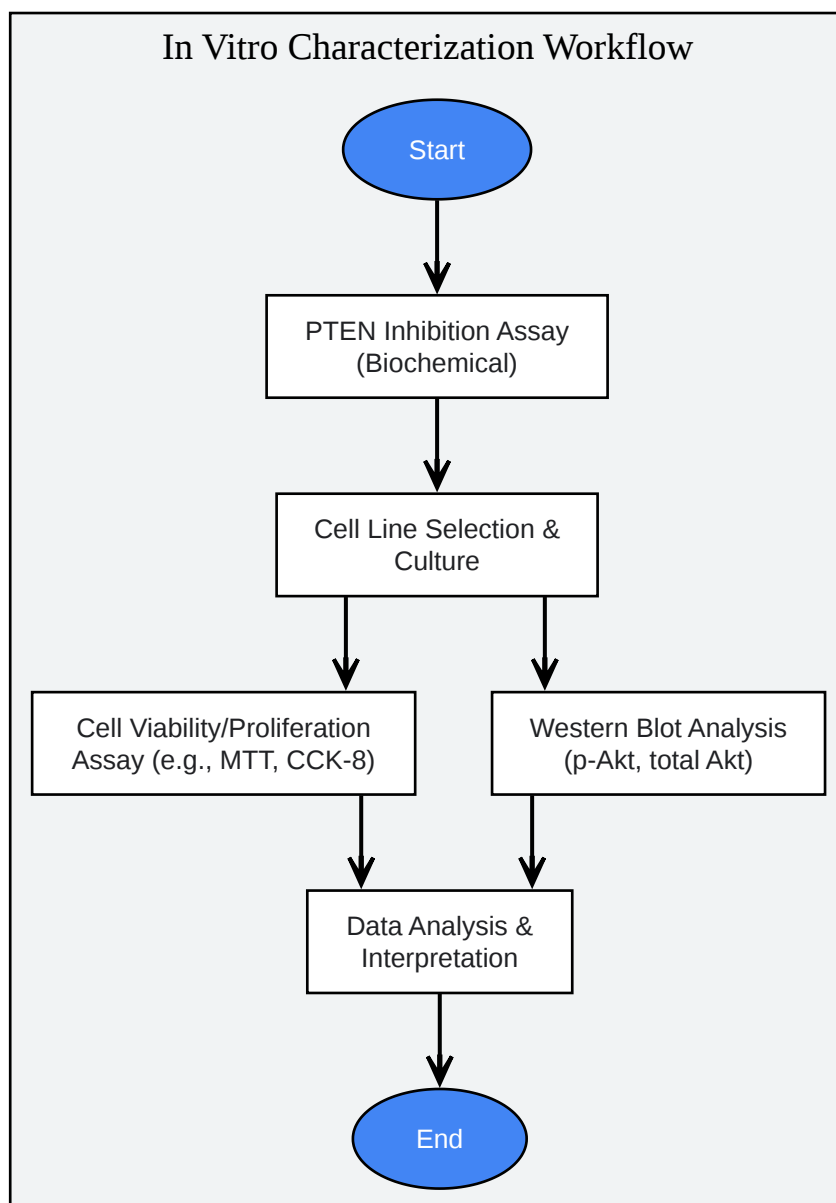 In Vitro Characterization Workflow
Start
PTEN Inhibition Assay
(Biochemical)
Cell Line Selection &
Culture
Cell Viability/Proliferation
Assay (e.g., MTT, CCK-8)
Western Blot Analysis
(p-Akt, total Akt)
Data Analysis &
Interpretation
End